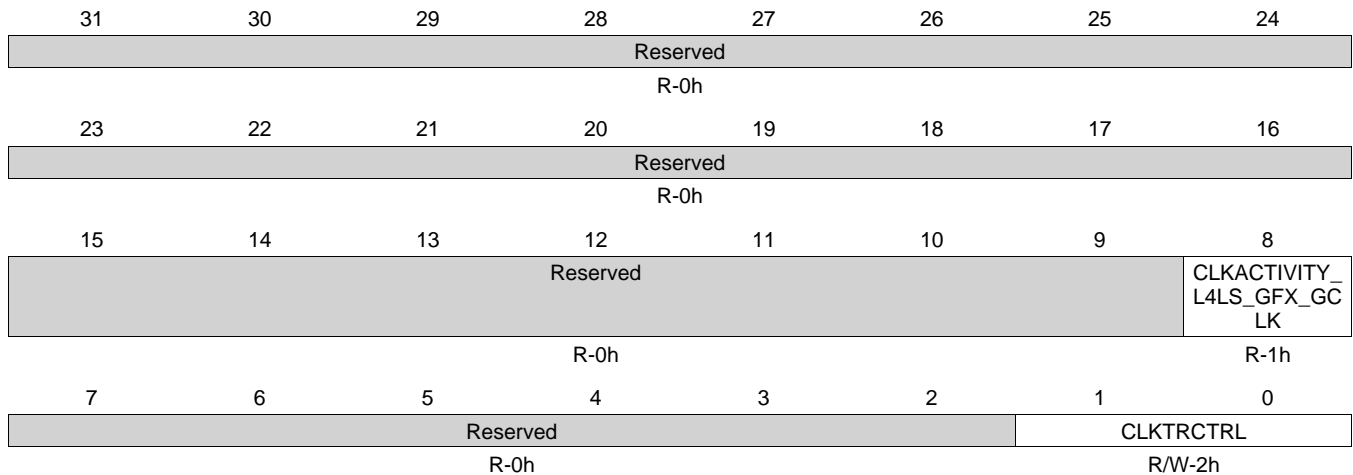 31 30 29 28 27 26 25 24
Reserved
R-0h
23 22 21 20 19 18 17 16
Reserved
R-0h
15 14 13 12 11 10 9 8
Reserved CLKACTIVITY_
L4LS_GFX_GC
LK
R-0h R-1h
7 6 5 4 3 2 1 0
Reserved CLKTRCTRL
R-0h R/W-2h